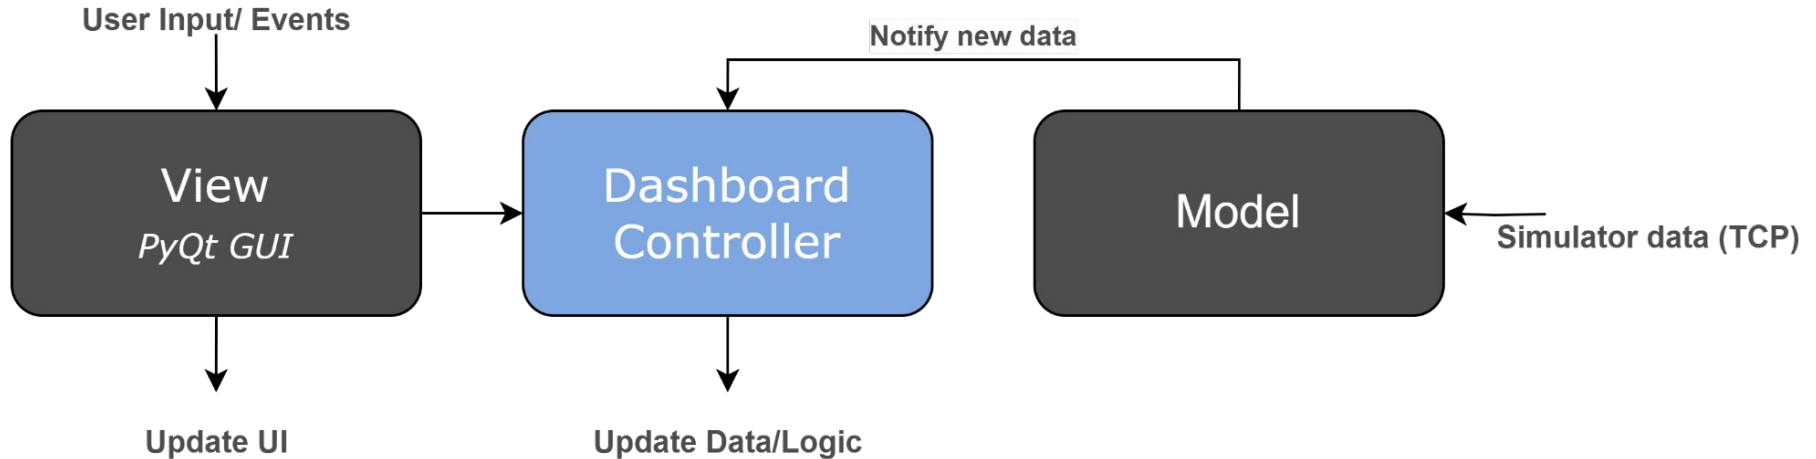 User Input/ Events
Notify new data
View
PyQt GUI
Dashboard
Controller
Model
Simulator data (TCP)
Update UI
Update Data/Logic